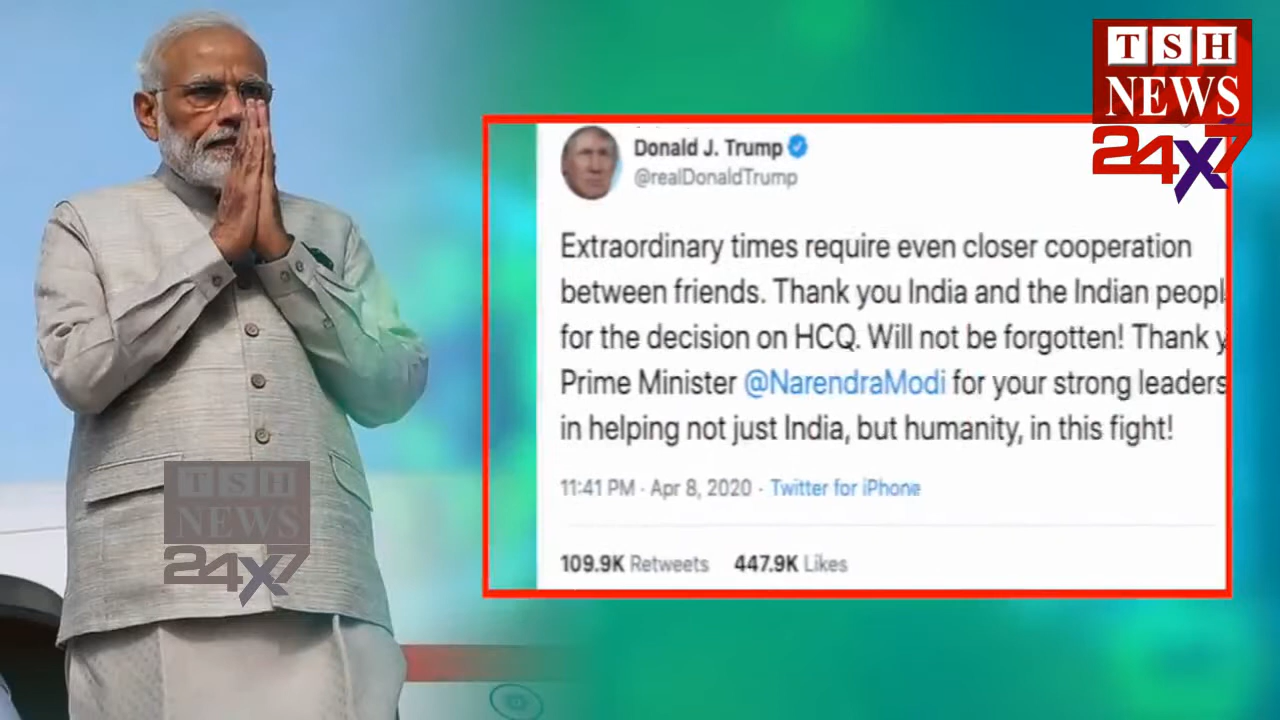 TSH
NEWS
24x7
Donald J. Trump
@realDonaldTrump
Extraordinary times require even closer cooperation
between friends. Thank you India and the Indian peopl
for the decision on HCQ. Will not be forgotten! Thank y
Prime Minister @NarendraModi for your strong leaders
in helping not just India, but humanity, in this fight!
11:41 PM · Apr 8, 2020 · Twitter for iPhone
109.9K Retweets 447.9K Likes
TSH
NEWS
24x7